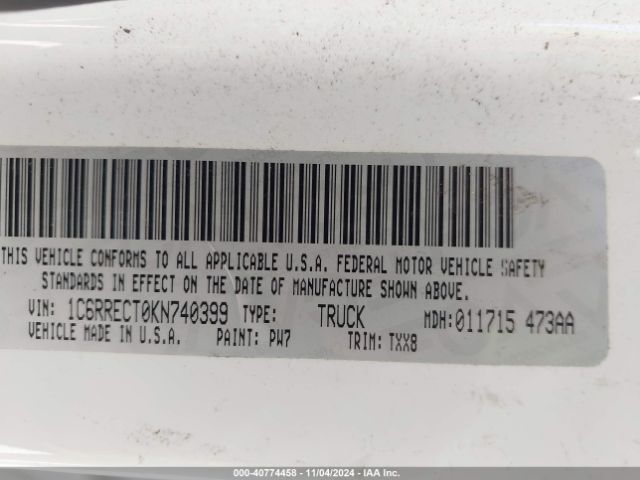 THIS VEHICLE CONFORMS TO ALL APPLICABLE U.S.A. FEDERAL MOTOR VEHICLE SAFETY
STANDARDS IN EFFECT ON THE DATE OF MANUFACTURE SHOWN ABOVE.
VIN: 1C6RRECT0KN740399 TYPE: TRUCK MDH:011715 473AA
VEHICLE MADE IN U.S.A. PAINT: PW7 TRIM: TXX8
000-40774458 - 11/04/2024 - IAA Inc.